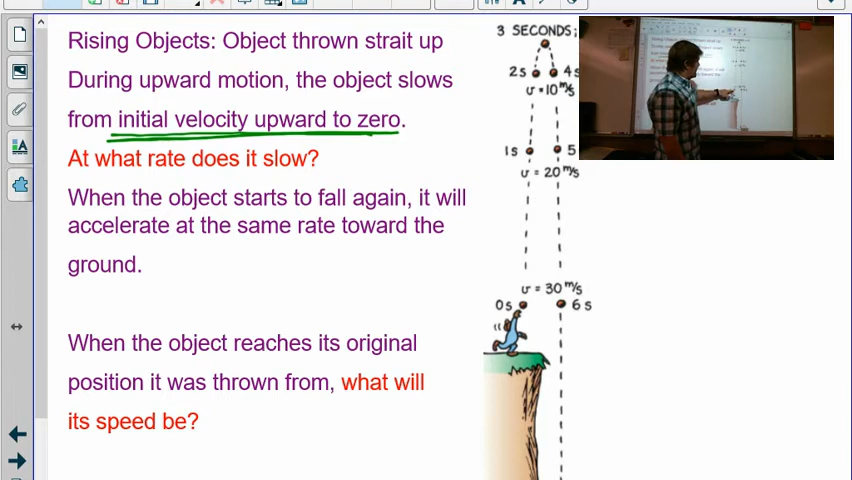 Rising Objects: Object thrown strait up
During upward motion, the object slows
from initial velocity upward to zero.
At what rate does it slow?
When the object starts to fall again, it will
accelerate at the same rate toward the
ground.
When the object reaches its original
position it was thrown from, what will
its speed be?
3 SECONDS;
2s 4s
v = 10 m/s
1s 5
v = 20 m/s
v = 30 m/s
0s 6s